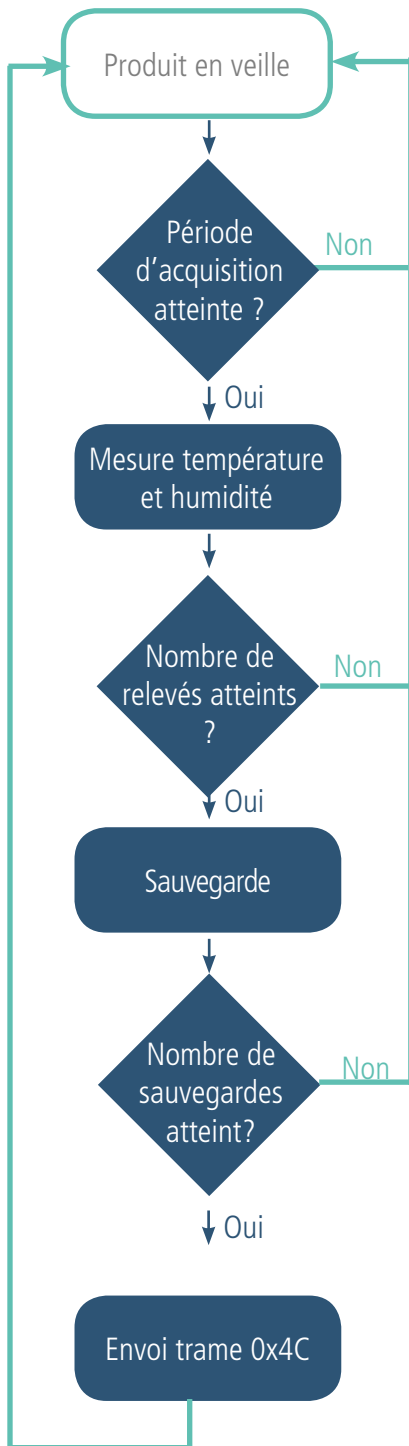 Produit en veille
Période
d’acquisition
atteinte ?
Non
Oui
Mesure température
et humidité
Nombre de
relevés atteints
?
Non
Oui
Sauvegarde
Nombre de
sauvegardes
atteint?
Non
Oui
Envoi trame 0x4C